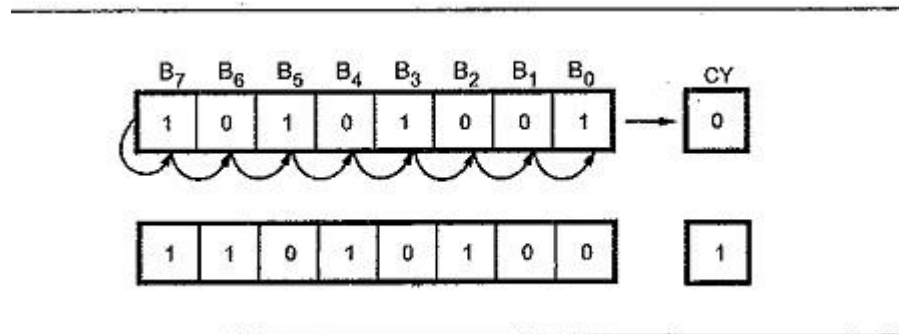 B₇ B₆ B₅ B₄ B₃ B₂ B₁ B₀ CY
1 0 1 0 1 0 0 1 0
1 1 0 1 0 1 0 0 1